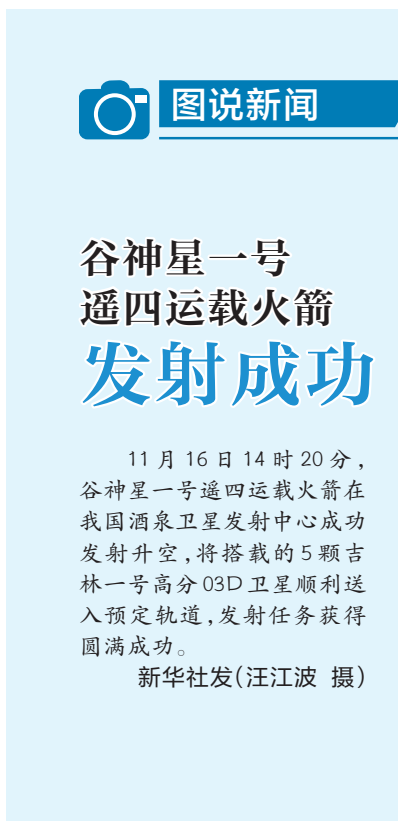 图说新闻
谷神星一号
遥四运载火箭
发射成功
11月16日14时20分，
谷神星一号遥四运载火箭在
我国酒泉卫星发射中心成功
发射升空，将搭载的5颗吉
林一号高分03D卫星顺利送
入预定轨道，发射任务获得
圆满成功。
新华社发（汪江波 摄）